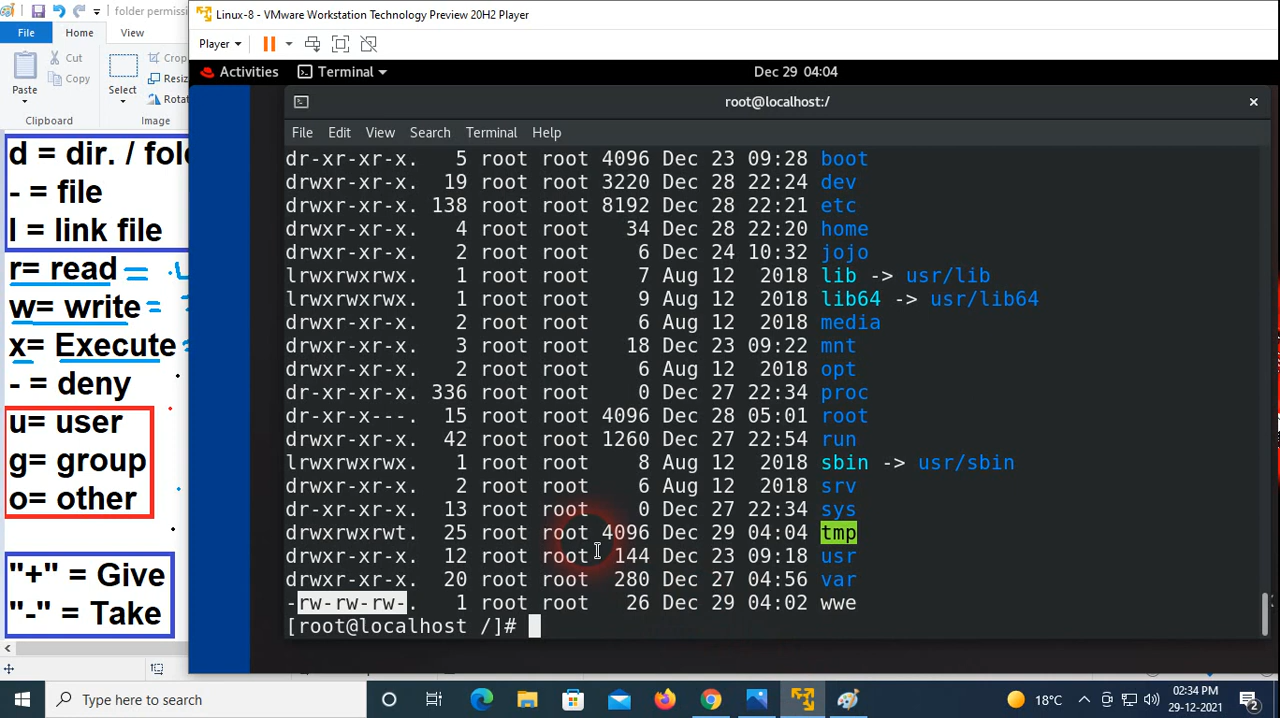 folder permiss
File
Home
View
Paste
Cut
Copy
Clipboard
Select
Crop
Resiz
Rotat
Image
d = dir. / fol
- = file
l = link file
r= read =
w= write =
x= Execute
- = deny
u= user
g= group
o= other
"+" = Give
"-" = Take
Linux-8 - VMware Workstation Technology Preview 20H2 Player
Player
Activities
Terminal
Dec 29 04:04
root@localhost:/
File Edit View Search Terminal Help
dr-xr-xr-x. 5 root root 4096 Dec 23 09:28 boot
drwxr-xr-x. 19 root root 3220 Dec 28 22:24 dev
drwxr-xr-x. 138 root root 8192 Dec 28 22:21 etc
drwxr-xr-x. 4 root root 34 Dec 28 22:20 home
drwxr-xr-x. 2 root root 6 Dec 24 10:32 jojo
lrwxrwxrwx. 1 root root 7 Aug 12 2018 lib -> usr/lib
lrwxrwxrwx. 1 root root 9 Aug 12 2018 lib64 -> usr/lib64
drwxr-xr-x. 2 root root 6 Aug 12 2018 media
drwxr-xr-x. 3 root root 18 Dec 23 09:22 mnt
drwxr-xr-x. 2 root root 6 Aug 12 2018 opt
dr-xr-xr-x. 336 root root 0 Dec 27 22:34 proc
dr-xr-x---. 15 root root 4096 Dec 28 05:01 root
drwxr-xr-x. 42 root root 1260 Dec 27 22:54 run
lrwxrwxrwx. 1 root root 8 Aug 12 2018 sbin -> usr/sbin
drwxr-xr-x. 2 root root 6 Aug 12 2018 srv
dr-xr-xr-x. 13 root root 0 Dec 27 22:34 sys
drwxrwxrwt. 25 root root 4096 Dec 29 04:04 tmp
drwxr-xr-x. 12 root root 144 Dec 23 09:18 usr
drwxr-xr-x. 20 root root 280 Dec 27 04:56 var
-rw-rw-rw-. 1 root root 26 Dec 29 04:02 wwe
[root@localhost /]#
Type here to search
18°C
02:34 PM
29-12-2021
2